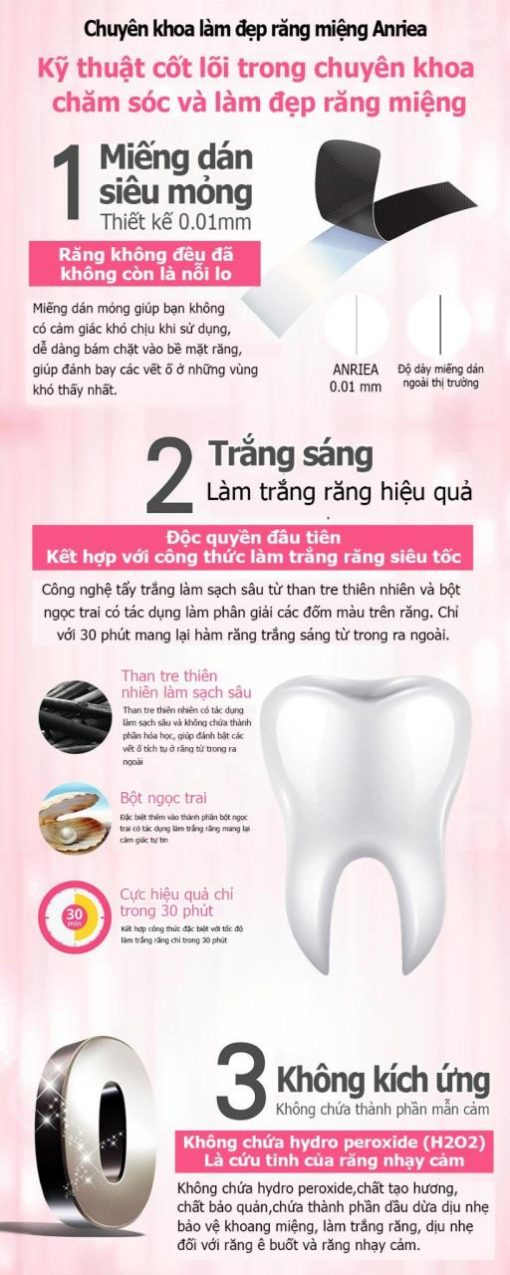 Chuyên khoa làm đẹp răng miệng Anriea
Kỹ thuật cốt lõi trong chuyên khoa
chăm sóc và làm đẹp răng miệng
1
Miếng dán
siêu mỏng
Thiết kế 0.01mm
Răng không đều đã
không còn là nỗi lo
Miếng dán mỏng giúp bạn không
có cảm giác khó chịu khi sử dụng,
dễ dàng bám chặt vào bề mặt răng,
giúp đánh bay các vết ố ở những vùng
khó thấy nhất.
ANRIEA
0.01 mm
Độ dày miếng dán
ngoài thị trường
2
Trắng sáng
Làm trắng răng hiệu quả
Độc quyền đầu tiên
Kết hợp với công thức làm trắng răng siêu tốc
Công nghệ tẩy trắng làm sạch sâu từ than tre thiên nhiên và bột
ngọc trai có tác dụng làm phân giải các đốm màu trên răng. Chỉ
với 30 phút mang lại hàm răng trắng sáng từ trong ra ngoài.
Than tre thiên
nhiên làm sạch sâu
Than tre thiên nhiên có tác dụng
làm sạch sâu và không chứa thành
phần hóa học, giúp đánh bật các
vết ố tích tụ ở răng từ trong ra
ngoài
Bột ngọc trai
Đặc biệt thêm vào thành phần bột ngọc
trai có tác dụng làm trắng răng mang lại
cảm giác tự tin
30
min
Cực hiệu quả chỉ
trong 30 phút
Kết hợp công thức đặc biệt với tốc độ
làm trắng răng chỉ trong 30 phút
0
3
Không kích ứng
Không chứa thành phần mẫn cảm
Không chứa hydro peroxide (H2O2)
Là cứu tinh của răng nhạy cảm
Không chứa hydro peroxide,chất tạo hương,
chất bảo quản,chứa thành phần dầu dừa dịu nhẹ
bảo vệ khoang miệng, làm trắng răng, dịu nhẹ
đối với răng ê buốt và răng nhạy cảm.